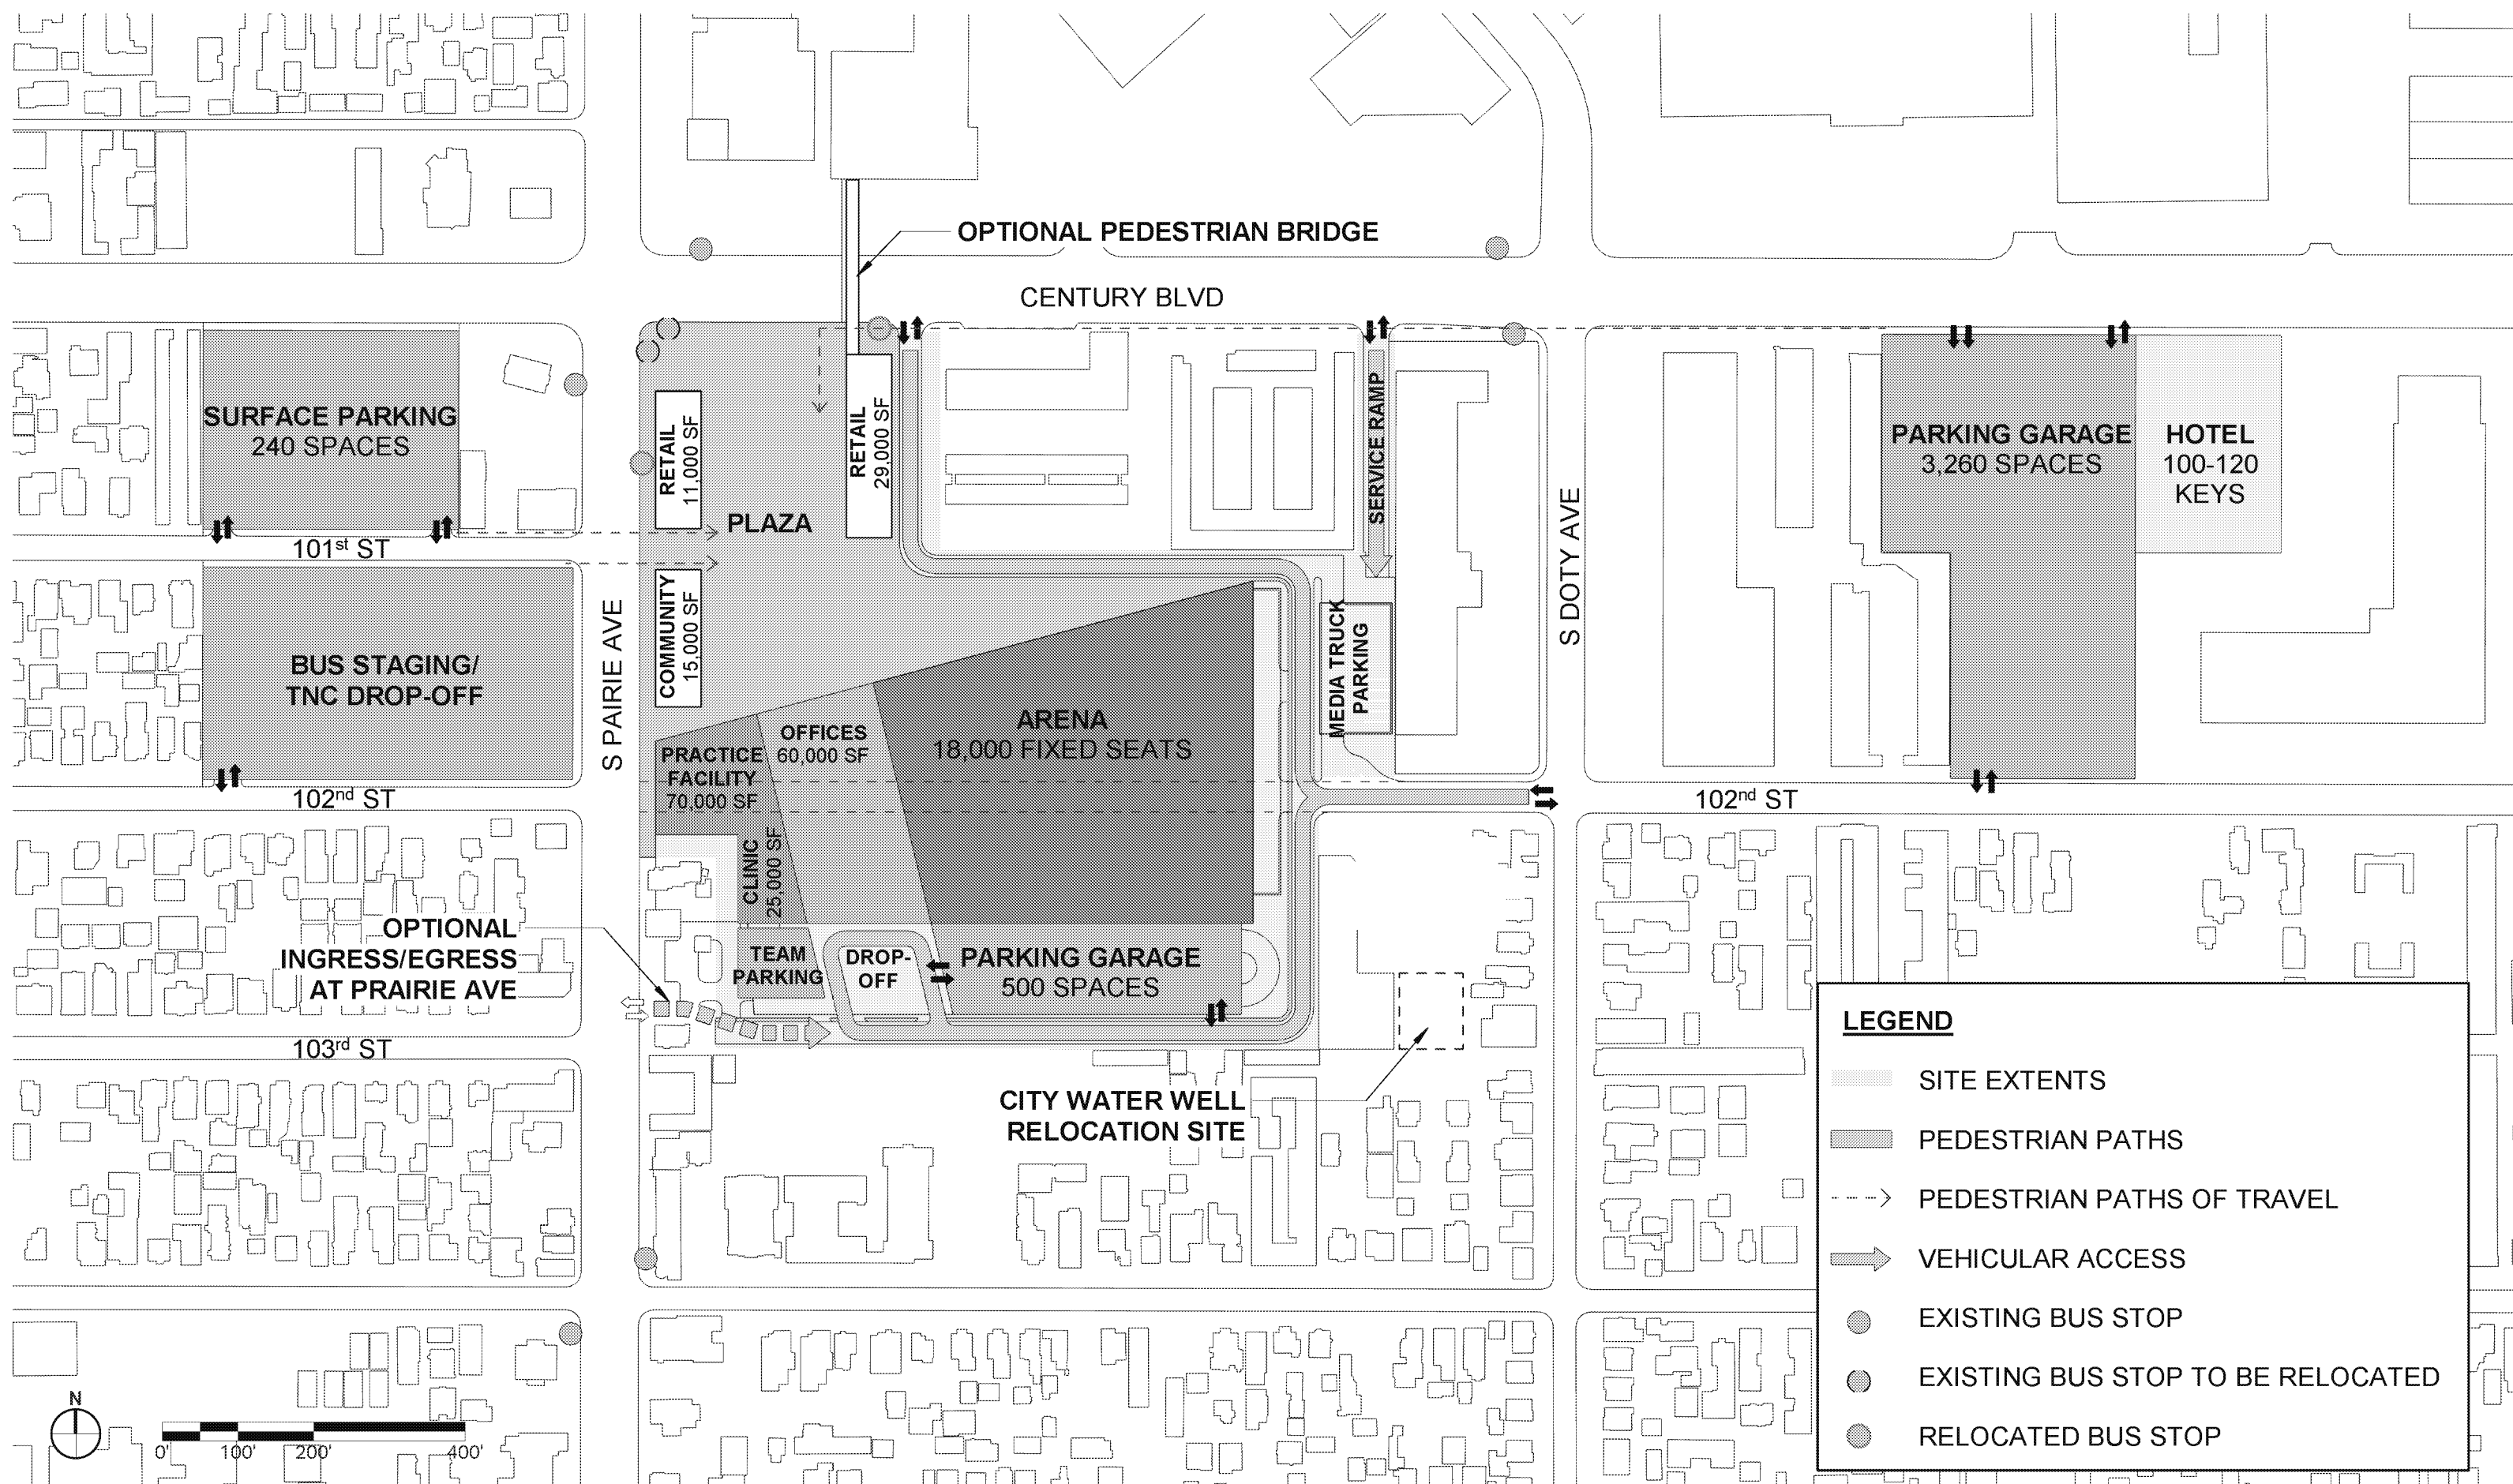 OPTIONAL PEDESTRIAN BRIDGE
CENTURY BLVD
SURFACE PARKING
240 SPACES
RETAIL
11,000 SF
RETAIL
29,000 SF
SERVICE RAMP
PARKING GARAGE
3,260 SPACES
HOTEL
100-120
KEYS
PLAZA
101st ST
S PAIRIE AVE
S DOTY AVE
COMMUNITY
15,000 SF
MEDIA TRUCK
PARKING
BUS STAGING/
TNC DROP-OFF
ARENA
18,000 FIXED SEATS
OFFICES
60,000 SF
PRACTICE
FACILITY
70,000 SF
102nd ST
102nd ST
CLINIC
25,000 SF
OPTIONAL
INGRESS/EGRESS
AT PRAIRIE AVE
TEAM
PARKING
DROP-
OFF
PARKING GARAGE
500 SPACES
103rd ST
CITY WATER WELL
RELOCATION SITE
LEGEND
SITE EXTENTS
PEDESTRIAN PATHS
PEDESTRIAN PATHS OF TRAVEL
VEHICULAR ACCESS
EXISTING BUS STOP
EXISTING BUS STOP TO BE RELOCATED
RELOCATED BUS STOP
N
0' 100' 200' 400'